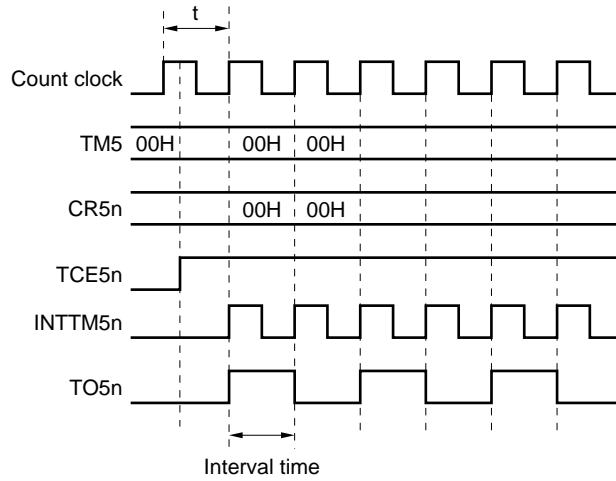 t
Count clock
TM5 00H 00H 00H
CR5n 00H 00H
TCE5n
INTTM5n
TO5n
Interval time